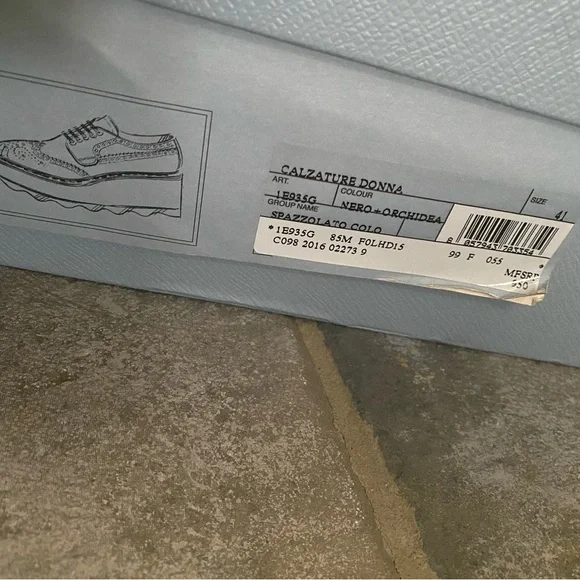 CALZATURE DONNA
ART. COLOUR SIZE
1E935G NERO+ORCHIDEA 41
GROUP NAME
SPAZZOLATO COLO
*1E935G 85M F0LHD15 99 F 055
C098 2016 02273 9
950